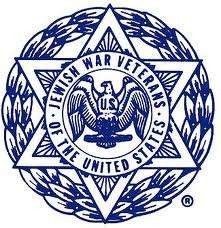 JEWISH WAR VETERANS
OF THE UNITED STATES
U.S.
®